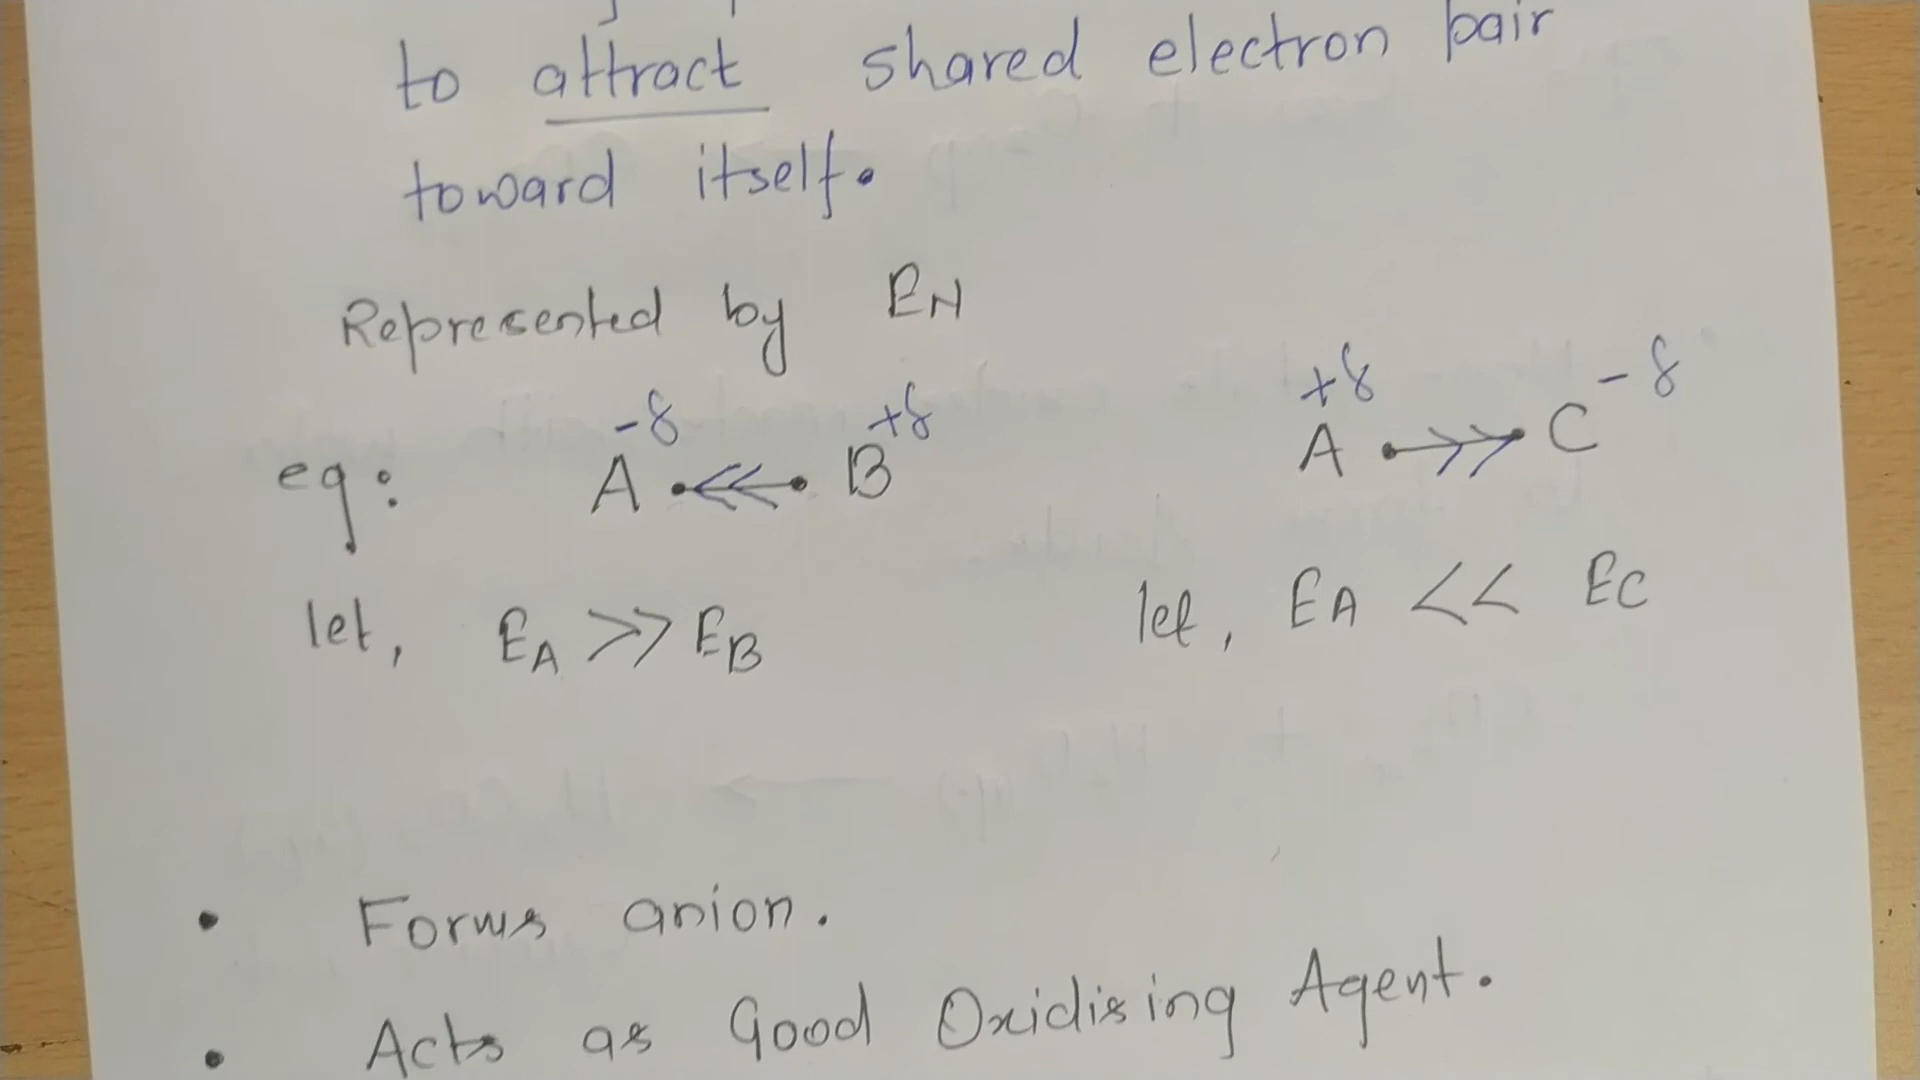 to attract shared electron pair
toward itself.
Represented by EN
-δ +δ +δ -δ
eg: A B A C
let, EA >> EB let, EA << EC
• Forms anion.
• Acts as Good Oxidising Agent.